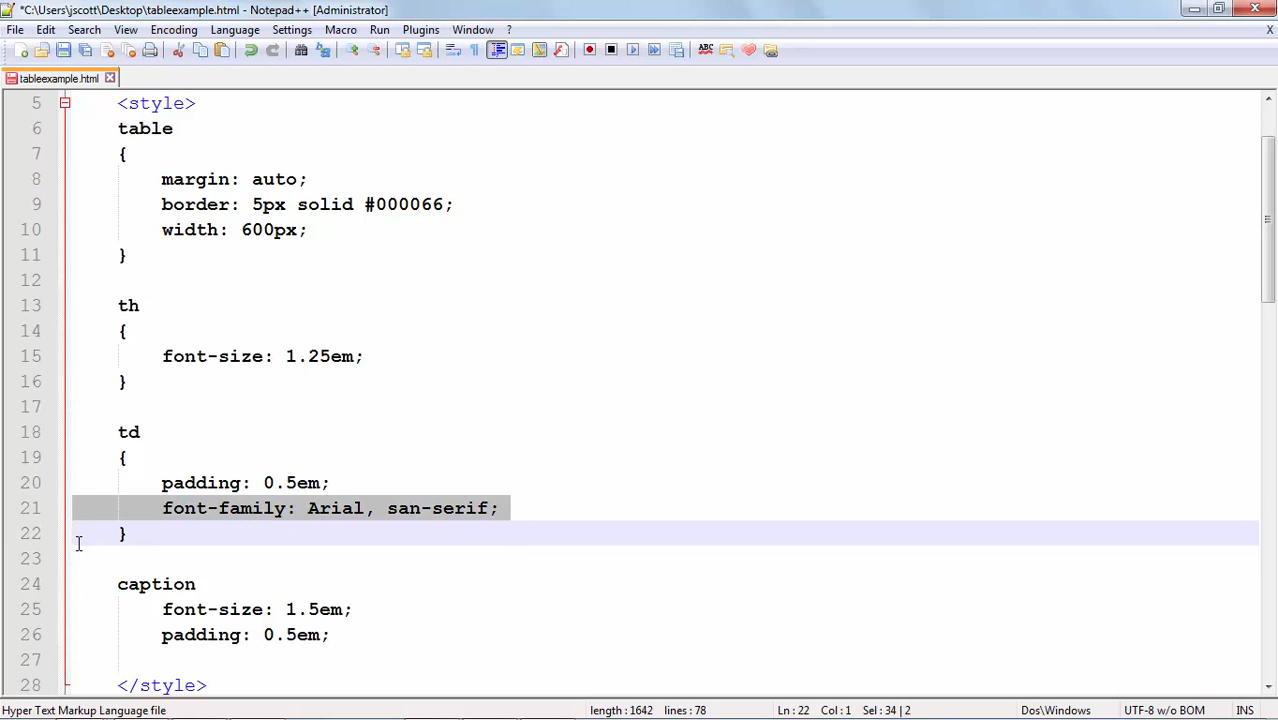 *C:\Users\jscott\Desktop\tableexample.html - Notepad++ [Administrator]
File Edit Search View Encoding Language Settings Macro Run Plugins Window ? X
tableexample.html
5 <style>
6 table
7 {
8 margin: auto;
9 border: 5px solid #000066;
10 width: 600px;
11 }
12
13 th
14 {
15 font-size: 1.25em;
16 }
17
18 td
19 {
20 padding: 0.5em;
21 font-family: Arial, san-serif;
22 }
23
24 caption
25 font-size: 1.5em;
26 padding: 0.5em;
27
28 </style>
Hyper Text Markup Language file length : 1642 lines : 78 Ln : 22 Col : 1 Sel : 34 | 2 Dos\Windows UTF-8 w/o BOM INS